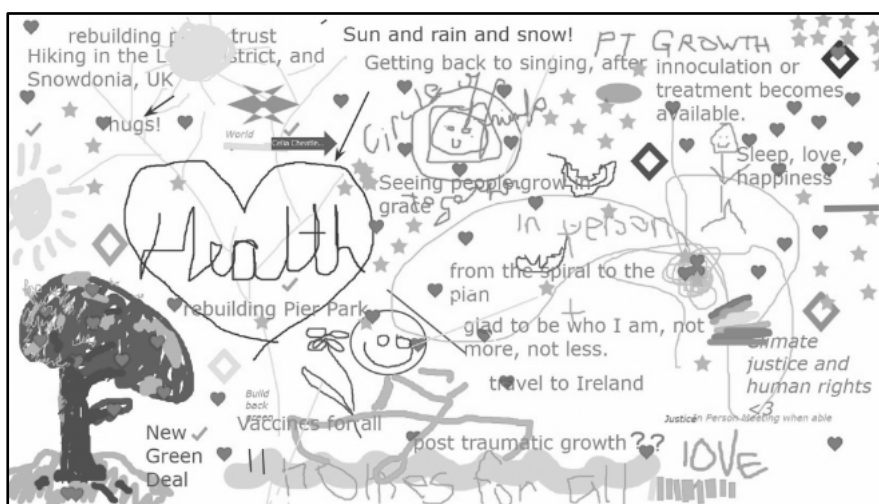 rebuilding trust
Hiking in the District, and
Snowdonia, UK
hugs!
World
Sun and rain and snow!
Getting back to singing, after
innoculation or
treatment becomes
available.
PT GROWTH
Sleep, love,
happiness
Seeing people grow in
grace
together
in person
Health
rebuilding Pier Park
from the spiral to the
plan
glad to be who I am, not
more, not less.
travel to Ireland
Climate
justice and
human rights
<3
Justice
In Person Meeting when able
Build
back
green
Vaccines for all
New
Green
Deal
post traumatic growth ??
LOVE
for all